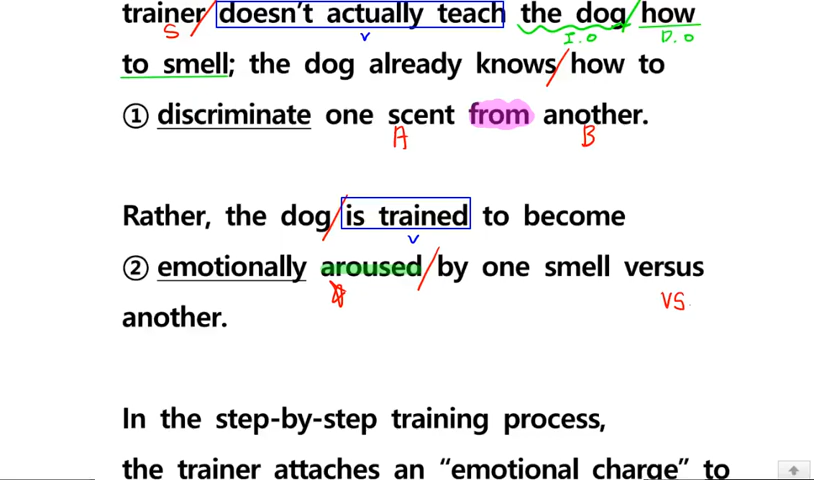 trainer doesn't actually teach the dog how
S V I.O D.O
to smell; the dog already knows how to
① discriminate one scent from another.
A B
Rather, the dog is trained to become
V
② emotionally aroused by one smell versus
VS.
another.
In the step-by-step training process,
the trainer attaches an “emotional charge” to